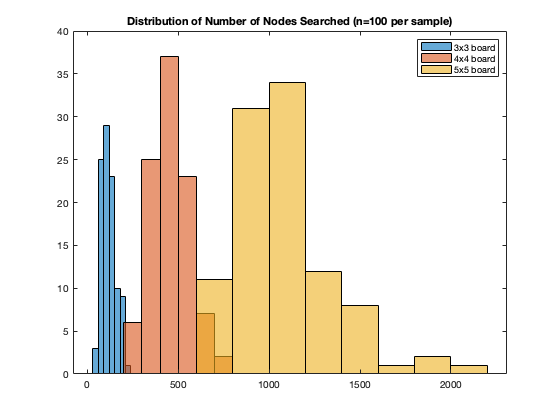 Distribution of Number of Nodes Searched (n=100 per sample)
40
35
30
25
20
15
10
5
0
3x3 board
4x4 board
5x5 board
0 500 1000 1500 2000